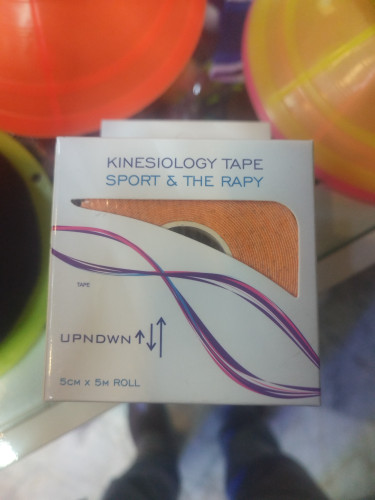 KINESIOLOGY TAPE
SPORT & THE RAPY
TAPE
UPNDWN
5CM X 5M ROLL